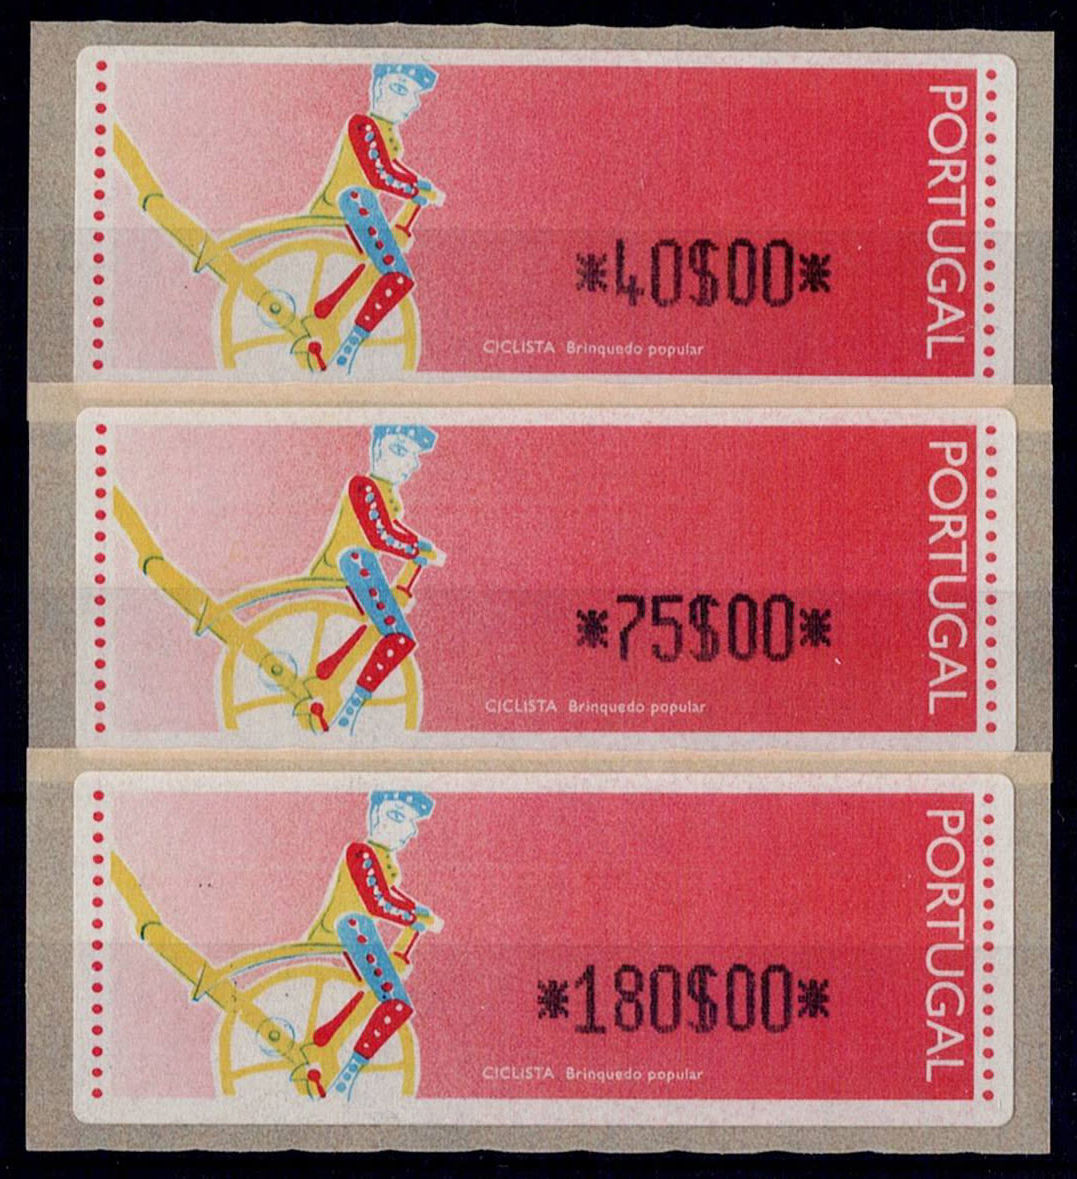 PORTUGAL
*40$00*
CICLISTA Brinquedo popular
PORTUGAL
*75$00*
CICLISTA Brinquedo popular
PORTUGAL
*180$00*
CICLISTA Brinquedo popular